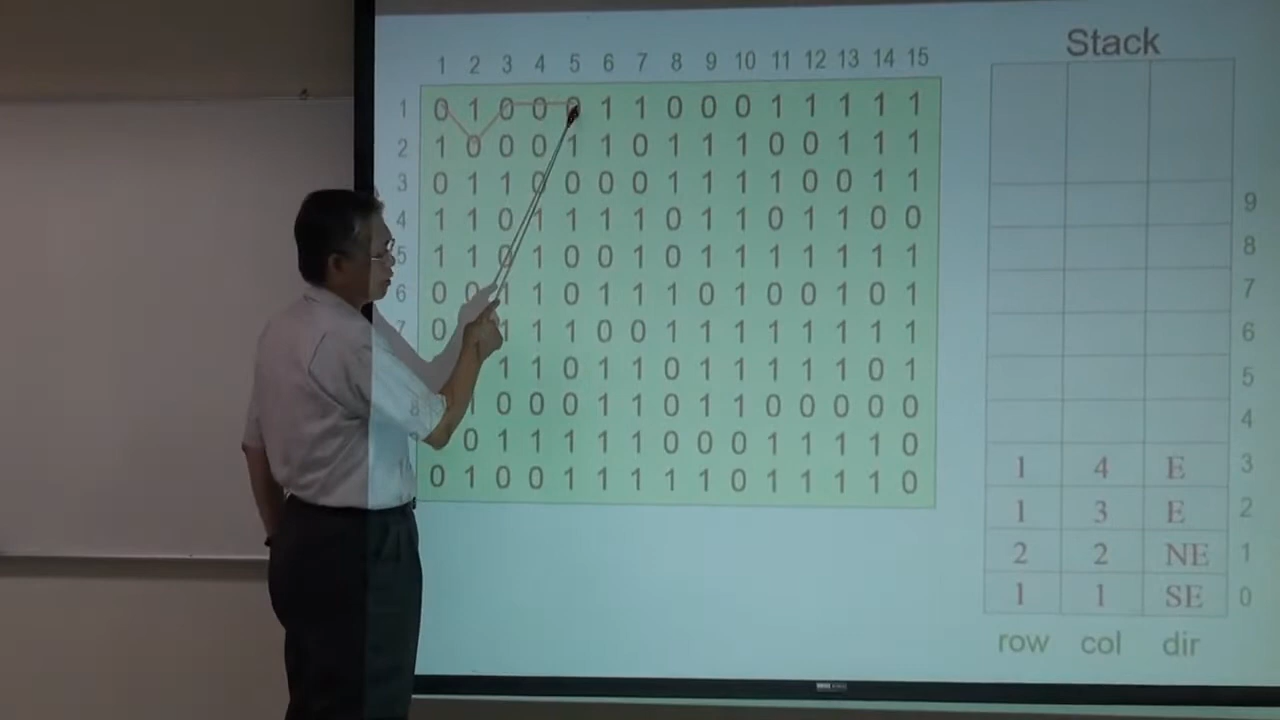 Stack
1 2 3 4 5 6 7 8 9 10 11 12 13 14 15
1 0 1 0 0 0 1 1 0 0 0 1 1 1 1 1
2 1 0 0 0 1 1 0 1 1 1 0 0 1 1 1
3 0 1 1 0 0 0 0 1 1 1 1 0 0 1 1
4 1 1 0 1 1 1 1 0 1 1 0 1 1 0 0
5 1 1 0 1 0 0 1 0 1 1 1 1 1 1 1
6 0 0 1 1 0 1 1 1 0 1 0 0 1 0 1
7 0 1 1 1 0 0 1 1 1 1 1 1 1 1
1 1 0 1 1 0 1 1 1 1 1 0 1
8 1 0 0 0 1 1 0 1 1 0 0 0 0 0
0 1 1 1 1 1 0 0 0 1 1 1 1 0
0 1 0 0 1 1 1 1 1 0 1 1 1 1 0
9
8
7
6
5
4
1 4 E 3
1 3 E 2
2 2 NE 1
1 1 SE 0
row col dir